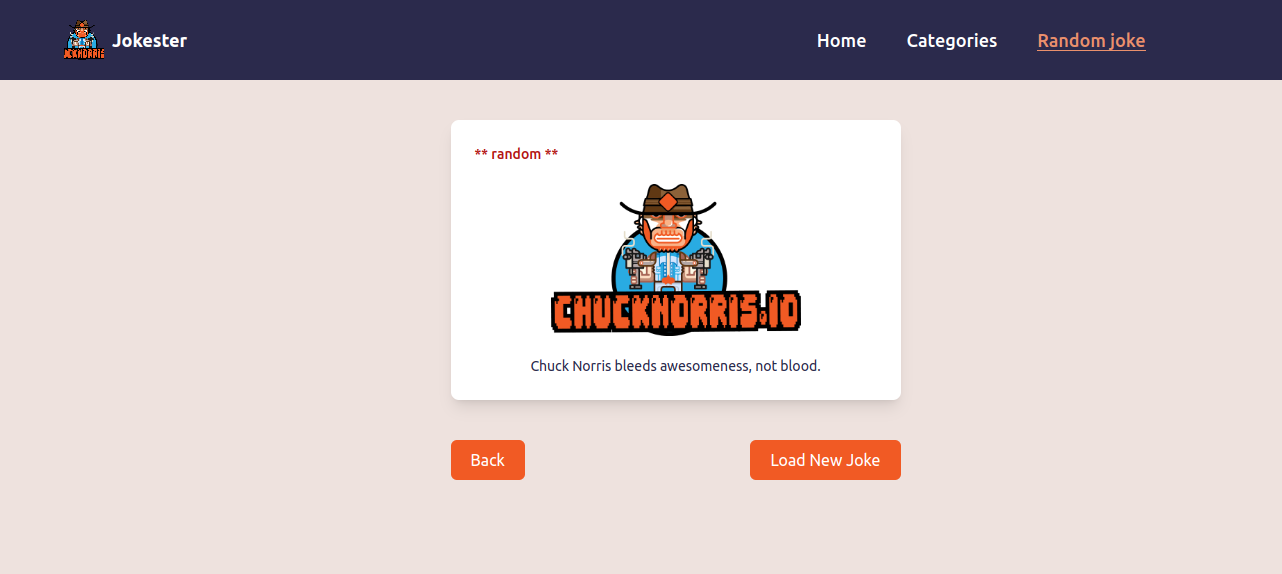 Jokester
Home
Categories
Random joke
** random **
CHUCKNORRIS.IO
Chuck Norris bleeds awesomeness, not blood.
Back
Load New Joke